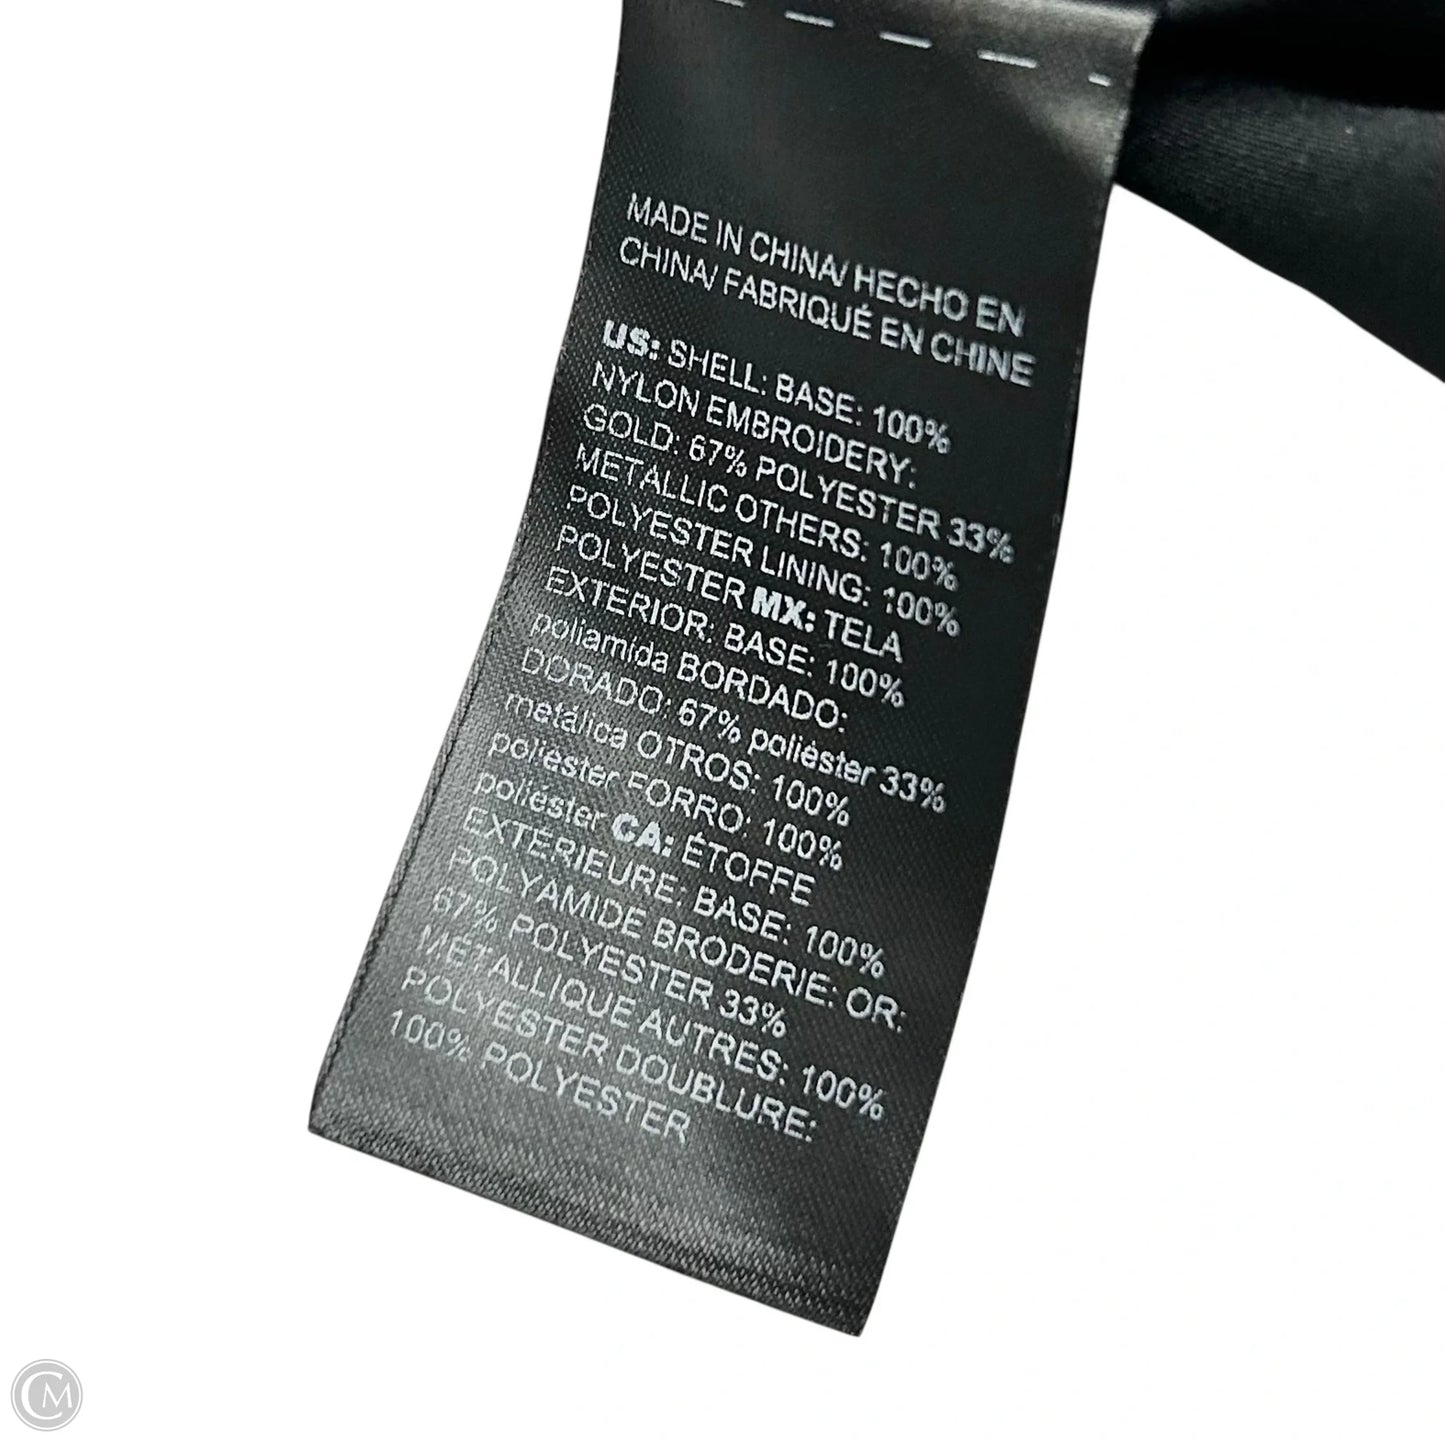 MADE IN CHINA/ HECHO EN
CHINA/ FABRIQUÉ EN CHINE
US: SHELL: BASE: 100%
NYLON EMBROIDERY:
GOLD: 67% POLYESTER 33%
METALLIC OTHERS: 100%
POLYESTER LINING: 100%
POLYESTER MX: TELA
EXTERIOR: BASE: 100%
poliamida BORDADO:
DORADO: 67% poliéster 33%
metálica OTROS: 100%
poliéster FORRO: 100%
poliéster CA: ÉTOFFE
EXTERIEURE: BASE: 100%
POLYAMIDE BRODERIE: OR:
67% POLYESTER 33%
MÉTALLIQUE AUTRES: 100%
POLYESTER DOUBLURE:
100% POLYESTER
CM